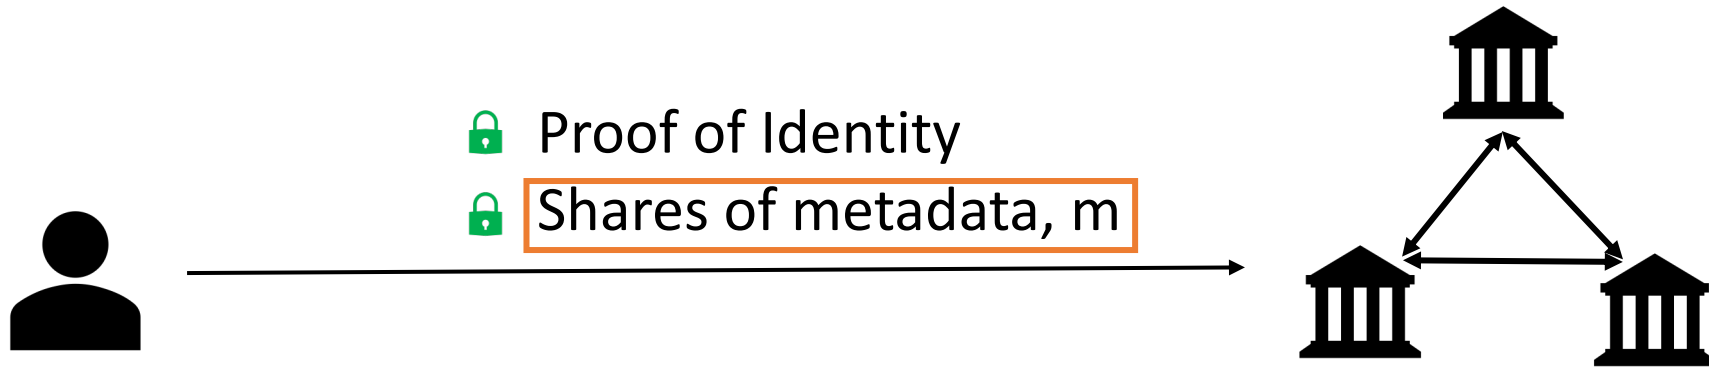 Proof of Identity
Shares of metadata, m